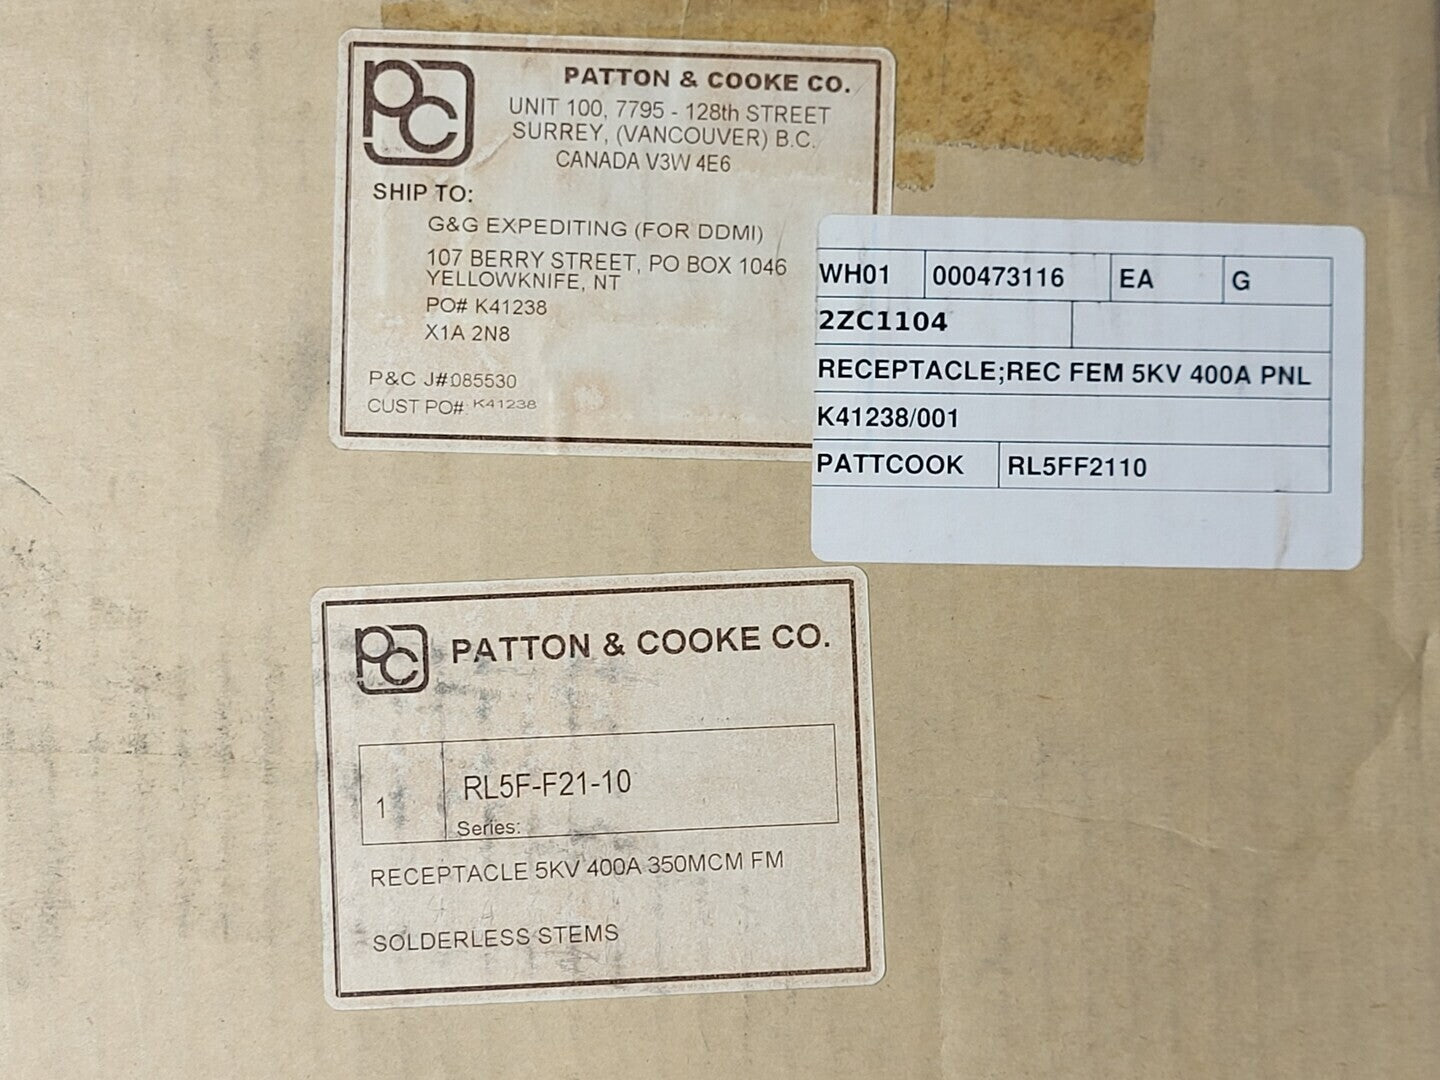 PC
PATTON & COOKE CO.
UNIT 100, 7795 - 128th STREET
SURREY, (VANCOUVER) B.C.
CANADA V3W 4E6
SHIP TO:
G&G EXPEDITING (FOR DDMI)
107 BERRY STREET, PO BOX 1046
YELLOWKNIFE, NT
PO# K41238
X1A 2N8
P&C J#:085530
CUST PO#: K41238
WH01 000473116 EA G
2ZC1104
RECEPTACLE;REC FEM 5KV 400A PNL
K41238/001
PATTCOOK RL5FF2110
PC
PATTON & COOKE CO.
1 RL5F-F21-10
Series:
RECEPTACLE 5KV 400A 350MCM FM
SOLDERLESS STEMS